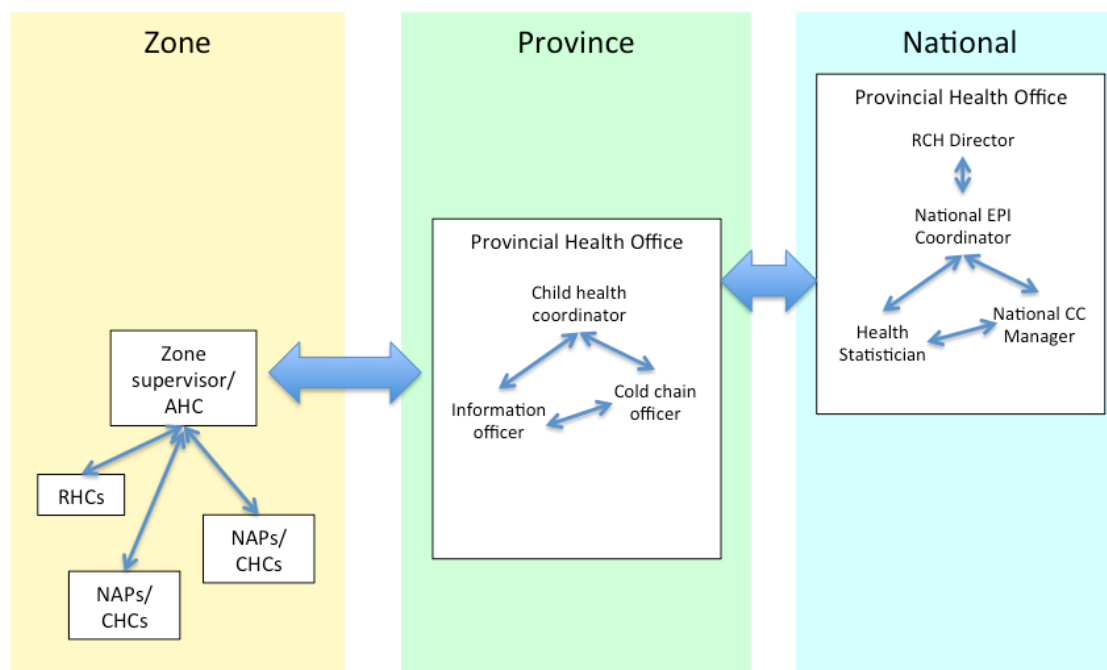 Zone
Zone
supervisor/
AHC
RHCs
NAPs/
CHCs
NAPs/
CHCs
Province
Provincial Health Office
Child health
coordinator
Information
officer
Cold chain
officer
National
Provincial Health Office
RCH Director
National EPI
Coordinator
Health
Statistician
National CC
Manager